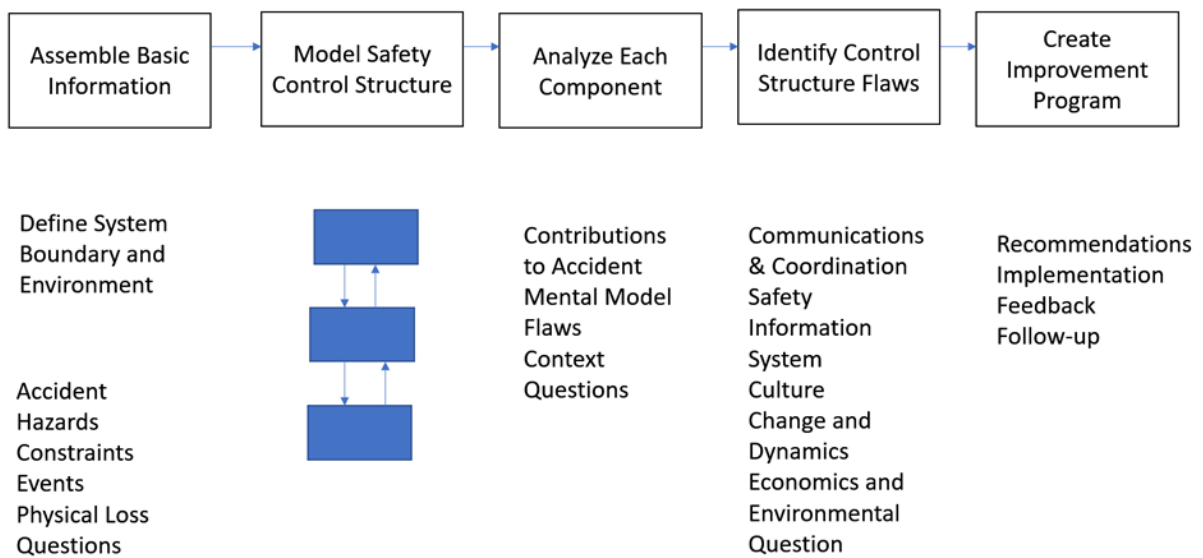 Assemble Basic
Information
Model Safety
Control Structure
Analyze Each
Component
Identify Control
Structure Flaws
Create
Improvement
Program
Define System
Boundary and
Environment
Accident
Hazards
Constraints
Events
Physical Loss
Questions
Contributions
to Accident
Mental Model
Flaws
Context
Questions
Communications
& Coordination
Safety
Information
System
Culture
Change and
Dynamics
Economics and
Environmental
Question
Recommendations
Implementation
Feedback
Follow-up